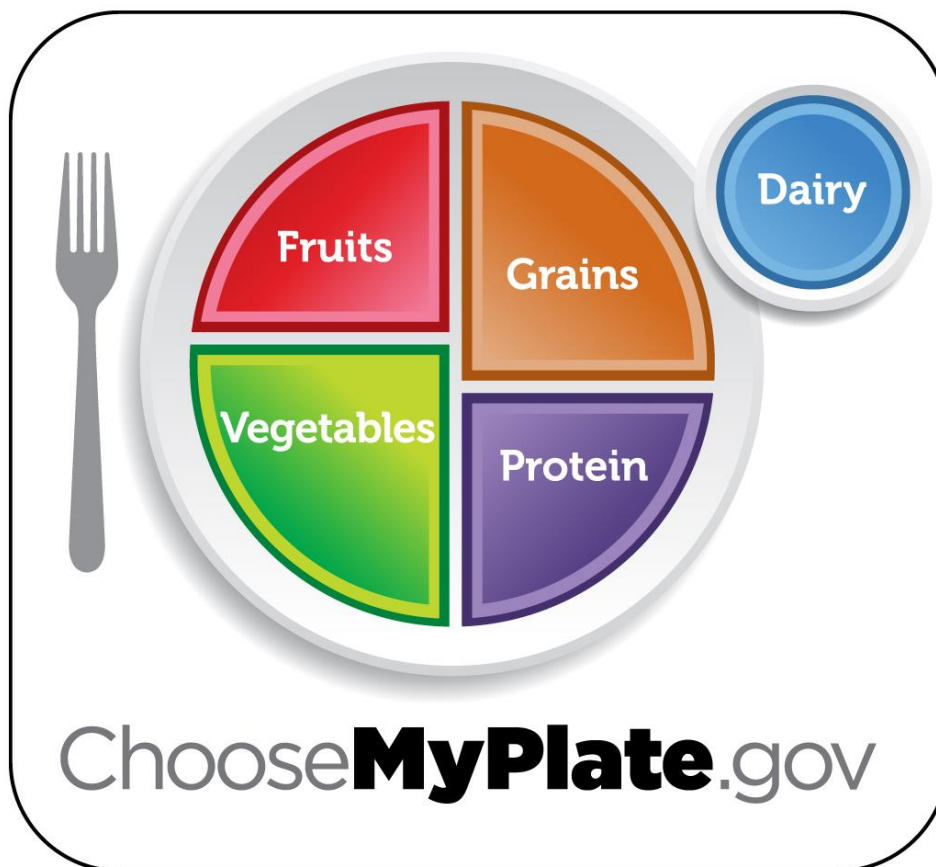 Fruits
Grains
Dairy
Vegetables
Protein
ChooseMyPlate.gov